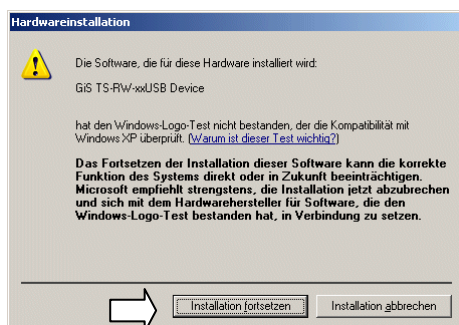 Hardwareinstallation
Die Software, die für diese Hardware installiert wird:
GiS TS-RW-xxUSB Device
hat den Windows-Logo-Test nicht bestanden, der die Kompatibilität mit
Windows XP überprüft. (Warum ist dieser Test wichtig?)
Das Fortsetzen der Installation dieser Software kann die korrekte
Funktion des Systems direkt oder in Zukunft beeinträchtigen.
Microsoft empfiehlt strengstens, die Installation jetzt abzubrechen
und sich mit dem Hardwarehersteller für Software, die den
Windows-Logo-Test bestanden hat, in Verbindung zu setzen.
Installation fortsetzen Installation abbrechen